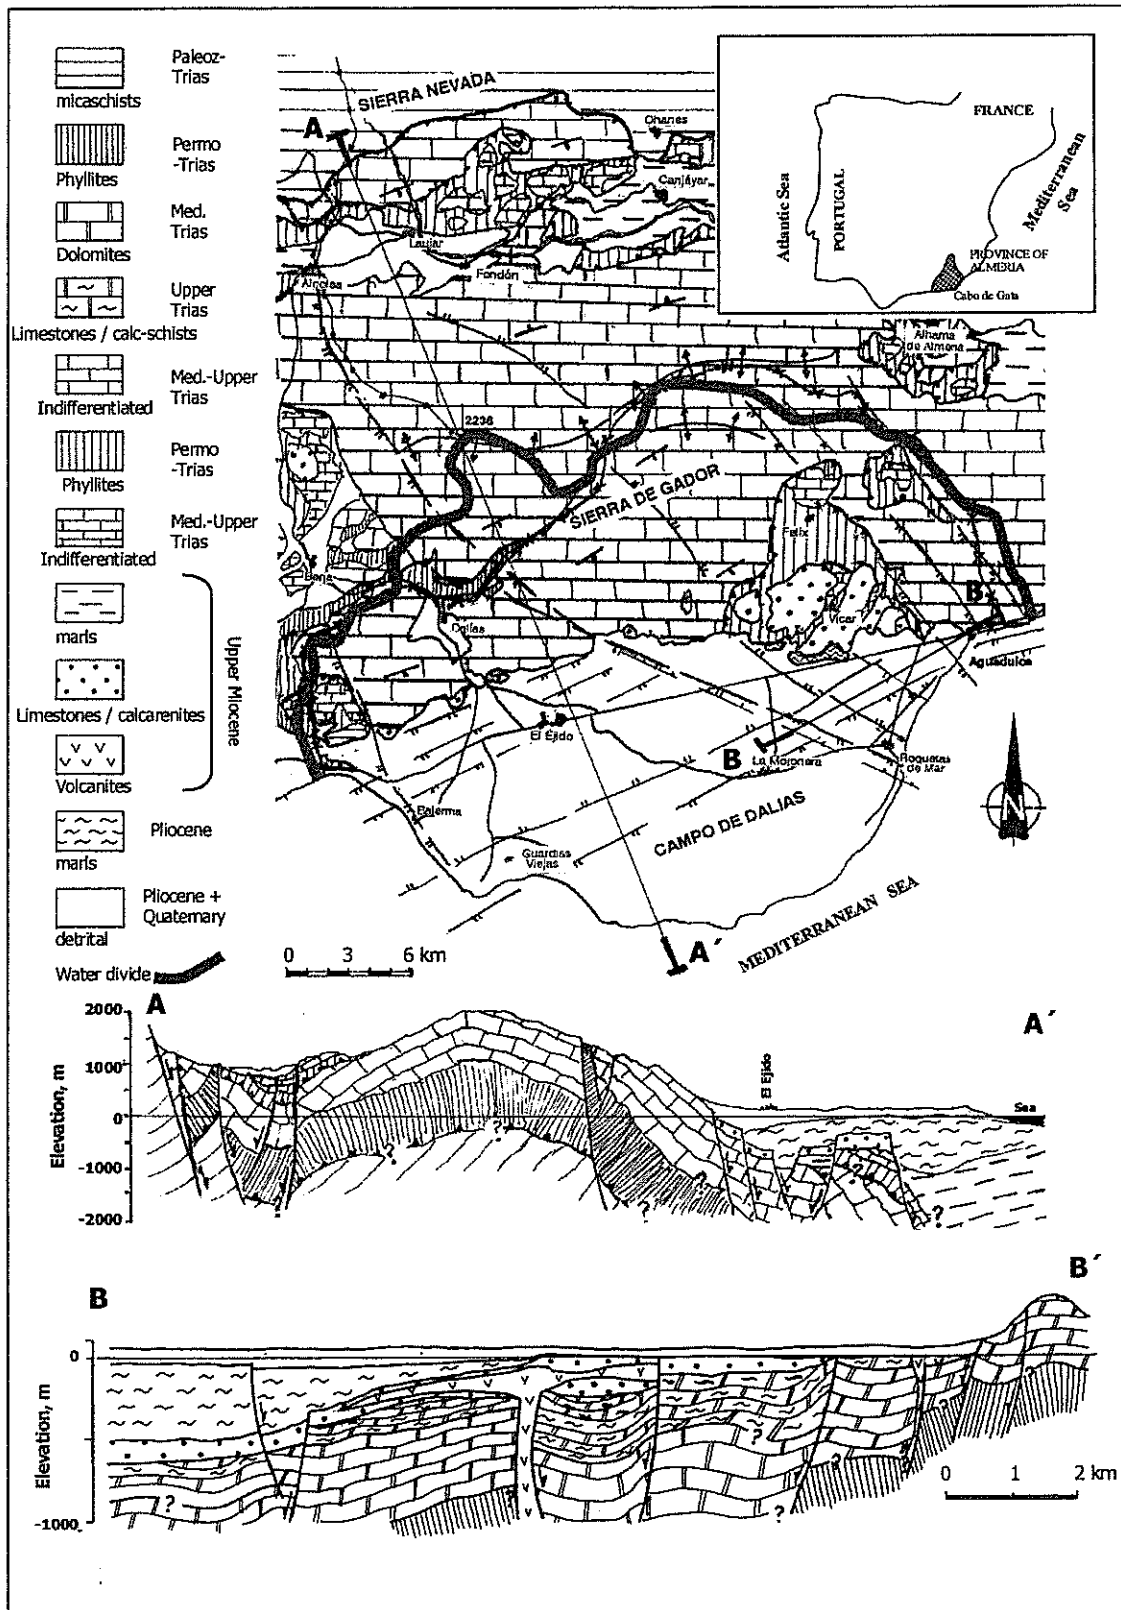 Paleoz-
Trias
micaschists
Permo
-Trias
Phyllites
Med.
Trias
Dolomites
Upper
Trias
Limestones / calc-schists
Med.-Upper
Trias
Indifferentiated
Permo
-Trias
Phyllites
Med.-Upper
Trias
Indifferentiated
marls
Limestones / calcarenites
Volcanites
Upper Miocene
Pliocene
marls
Pliocene +
Quaternary
detrital
Water divide
SIERRA NEVADA
A
Ohanes
Canjáyar
Laujar
Fondón
Alcolea
Alhama
de Almeria
2236
SIERRA DE GADOR
Felix
Berja
Vicar
B´
Dalias
Aguadulce
El Ejido
B
La Mojonera
Roquetas
de Mar
Balerma
CAMPO DE DALIAS
Guardias
Viejas
A´
MEDITERRANEAN SEA
N
0 3 6 km
FRANCE
Atlantic Sea
PORTUGAL
Mediterranean
Sea
PROVINCE OF
ALMERIA
Cabo de Gata
A
A´
2000
1000
0
-1000
-2000
Elevation, m
El Ejido
Sea
?
?
?
?
?
?
?
?
B
B´
0
-1000
Elevation, m
?
?
?
?
?
?
?
0 1 2 km